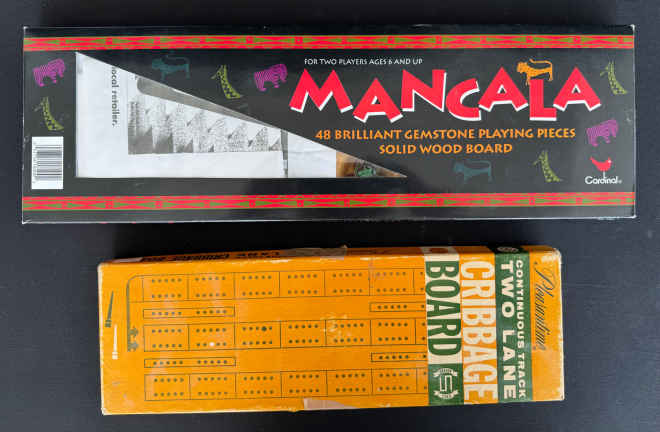 FOR TWO PLAYERS AGES 6 AND UP
MANCALA
48 BRILLIANT GEMSTONE PLAYING PIECES
SOLID WOOD BOARD
Cardinal
ocal retailer.
Pleasantime
CONTINUOUS TRACK
TWO LANE
CRIBBAGE
BOARD